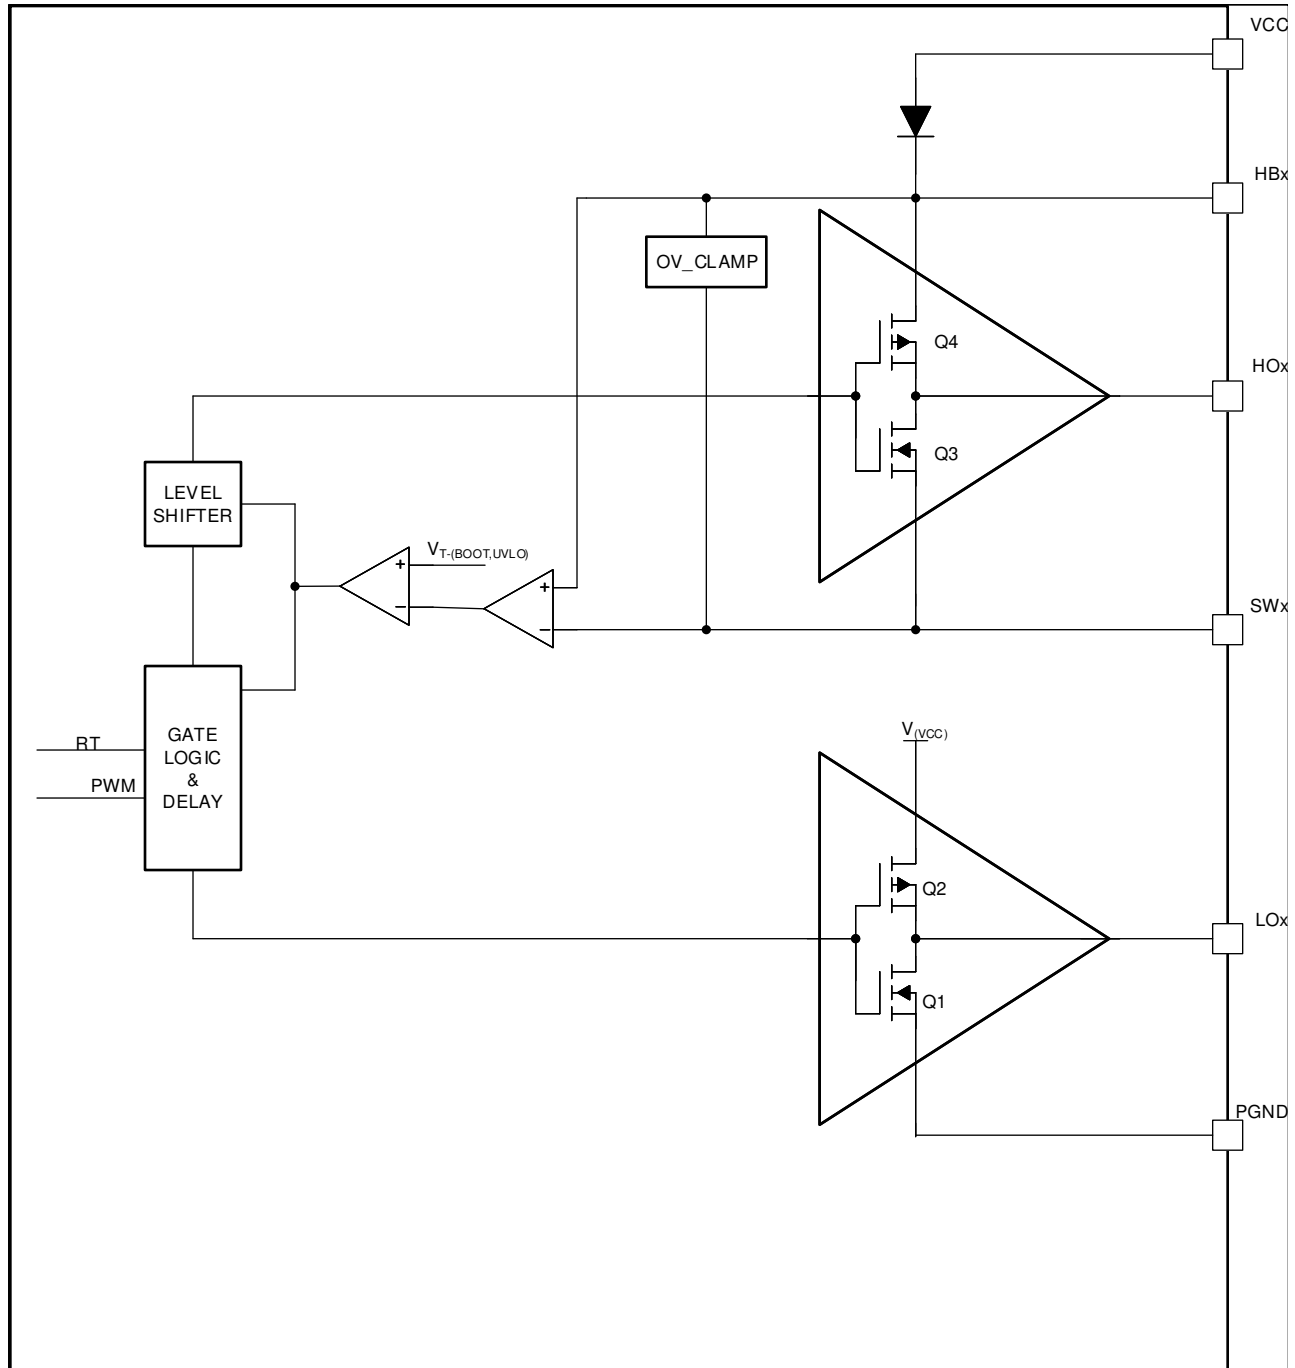 VCC
HBx
OV_CLAMP
Q4
HOx
Q3
LEVEL
SHIFTER
VT-(BOOT,UVLO)
+
+
−
−
SWx
V(VCC)
GATE
LOGIC
&
DELAY
RT
PWM
Q2
LOx
Q1
PGND